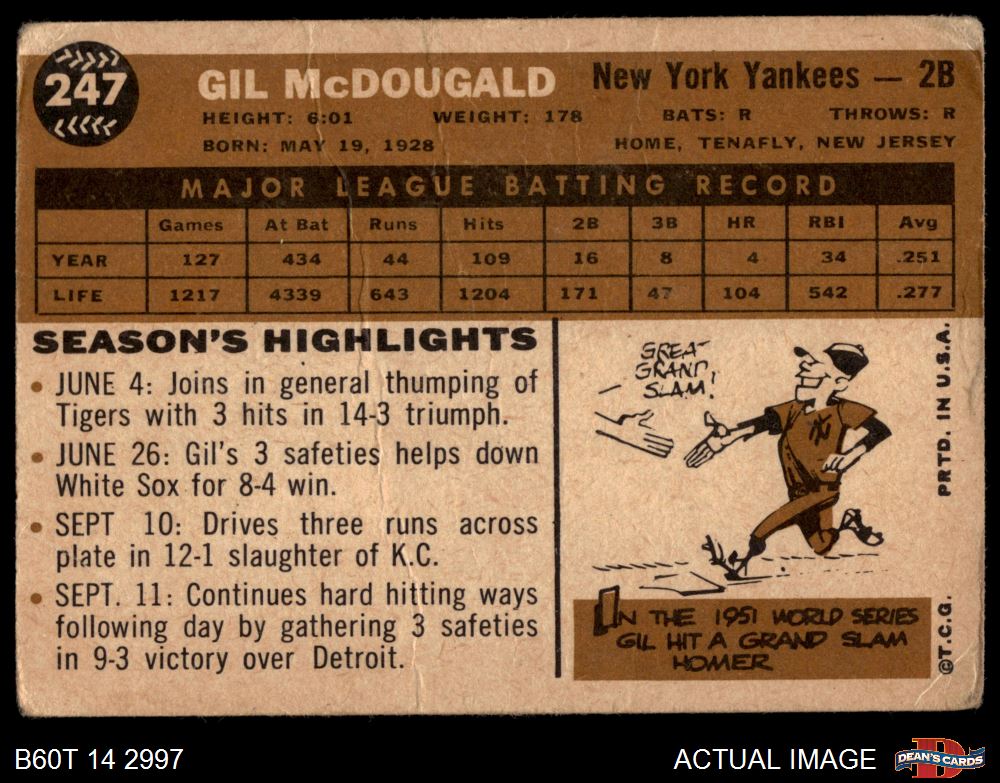 247
GIL McDOUGALD
New York Yankees — 2B
HEIGHT: 6:01 WEIGHT: 178 BATS: R THROWS: R
BORN: MAY 19, 1928 HOME, TENAFLY, NEW JERSEY
MAJOR LEAGUE BATTING RECORD
Games At Bat Runs Hits 2B 3B HR RBI Avg
YEAR 127 434 44 109 16 8 4 34 .251
LIFE 1217 4339 643 1204 171 47 104 542 .277
SEASON'S HIGHLIGHTS
• JUNE 4: Joins in general thumping of
Tigers with 3 hits in 14-3 triumph.
• JUNE 26: Gil's 3 safeties helps down
White Sox for 8-4 win.
• SEPT 10: Drives three runs across
plate in 12-1 slaughter of K.C.
• SEPT. 11: Continues hard hitting ways
following day by gathering 3 safeties
in 9-3 victory over Detroit.
GREAT
GRAND
SLAM!
NY
IN THE 1951 WORLD SERIES
GIL HIT A GRAND SLAM
HOMER
©T.C.G. PRTD. IN U.S.A.
B60T 14 2997
ACTUAL IMAGE
D
DEAN'S CARDS